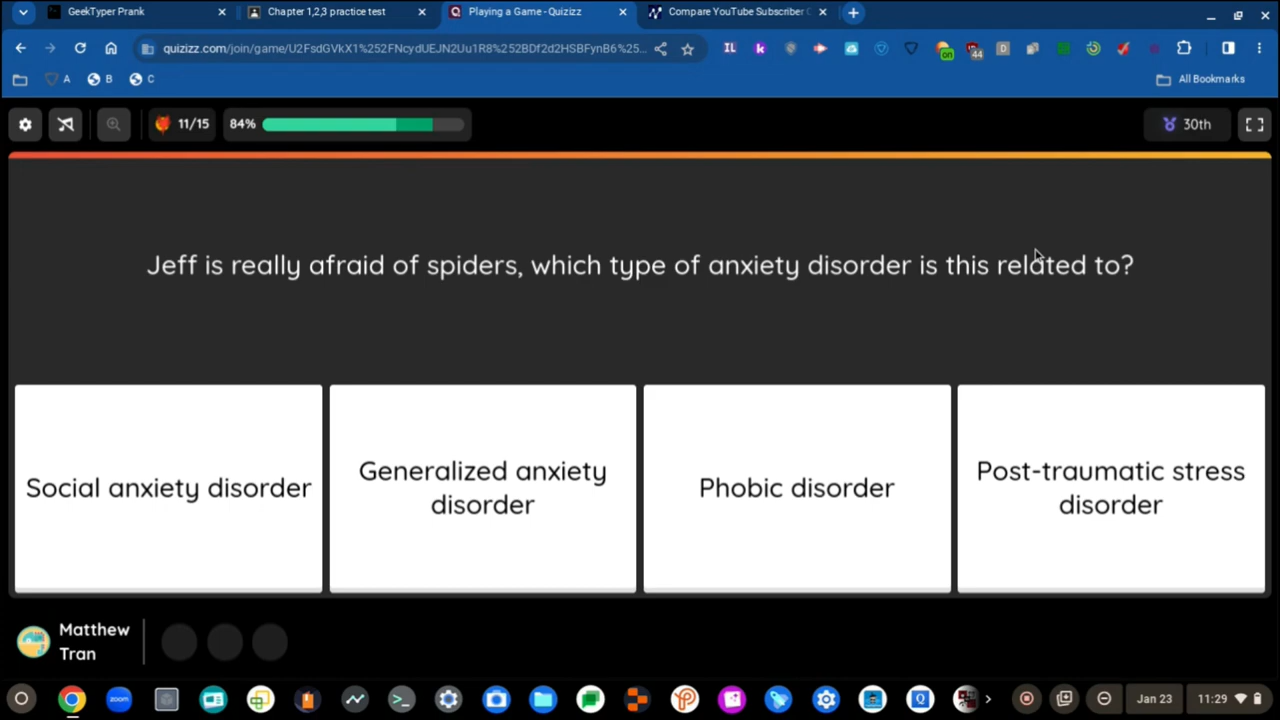 GeekTyper Prank
Chapter 1,2,3 practice test
Playing a Game - Quizizz
Compare YouTube Subscriber C
quizizz.com/join/game/U2FsdGVkX1%252FNcydUEJN2Uu1R8%252BDf2d2HSBFynB6%25...
A
B
C
All Bookmarks
11/15
84%
30th
Jeff is really afraid of spiders, which type of anxiety disorder is this related to?
Social anxiety disorder
Generalized anxiety
disorder
Phobic disorder
Post-traumatic stress
disorder
Matthew
Tran
zoom
Jan 23
11:29